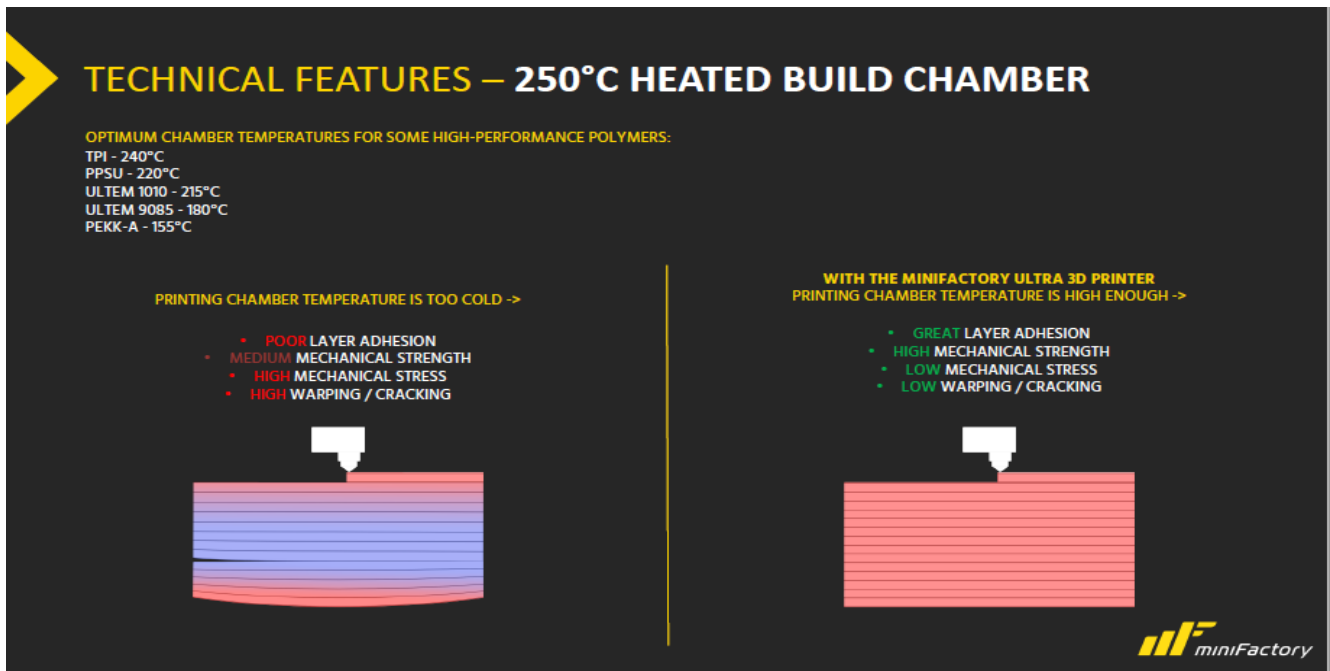 TECHNICAL FEATURES – 250°C HEATED BUILD CHAMBER
OPTIMUM CHAMBER TEMPERATURES FOR SOME HIGH-PERFORMANCE POLYMERS:
TPI - 240°C
PPSU - 220°C
ULTEM 1010 - 215°C
ULTEM 9085 - 180°C
PEKK-A - 155°C
PRINTING CHAMBER TEMPERATURE IS TOO COLD ->
• POOR LAYER ADHESION
• MEDIUM MECHANICAL STRENGTH
• HIGH MECHANICAL STRESS
• HIGH WARPING / CRACKING
WITH THE MINIFACTORY ULTRA 3D PRINTER
PRINTING CHAMBER TEMPERATURE IS HIGH ENOUGH ->
• GREAT LAYER ADHESION
• HIGH MECHANICAL STRENGTH
• LOW MECHANICAL STRESS
• LOW WARPING / CRACKING
miniFactory